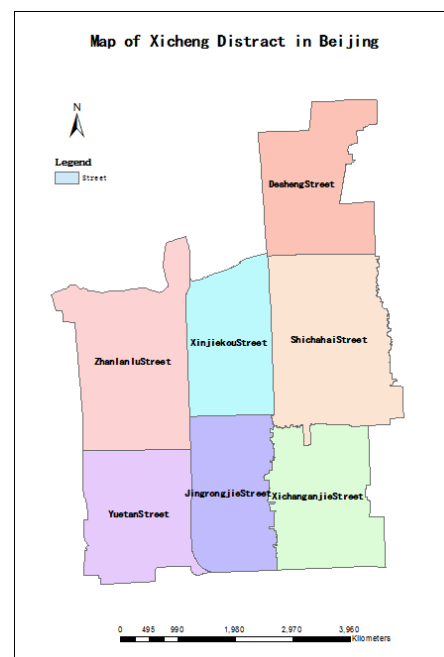 Map of Xicheng Distract in Beijing
N
Legend
Street
DeshengStreet
XinjiekouStreet
ShichahaiStreet
ZhanlanluStreet
JingrongjieStreet
XichanganjieStreet
YuetanStreet
0 495 990 1,980 2,970 3,960
Kilometers